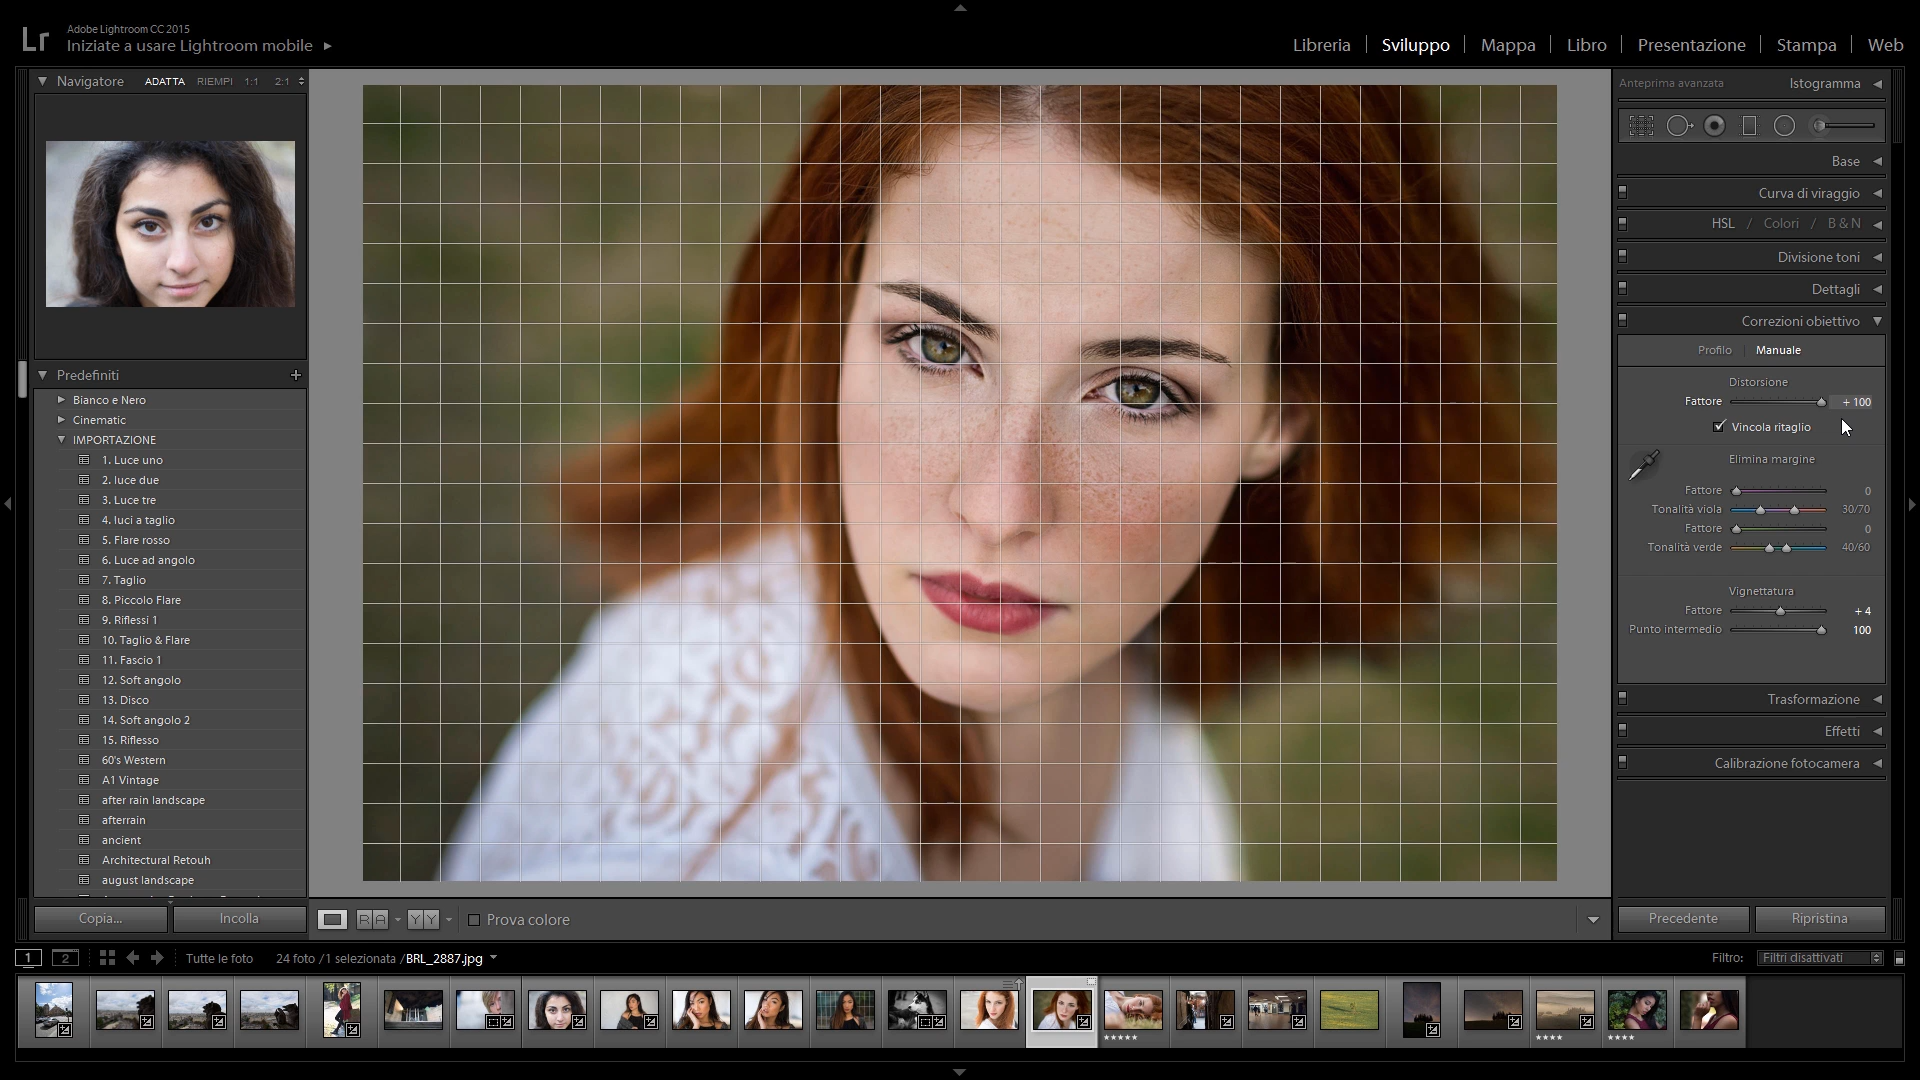 Lr
Adobe Lightroom CC 2015
Iniziate a usare Lightroom mobile
Libreria
Sviluppo
Mappa
Libro
Presentazione
Stampa
Web
Navigatore ADATTA RIEMPI 1:1 2:1
Predefiniti
Bianco e Nero
Cinematic
IMPORTAZIONE
1. Luce uno
2. luce due
3. Luce tre
4. luci a taglio
5. Flare rosso
6. Luce ad angolo
7. Taglio
8. Piccolo Flare
9. Riflessi 1
10. Taglio & Flare
11. Fascio 1
12. Soft angolo
13. Disco
14. Soft angolo 2
15. Riflesso
60's Western
A1 Vintage
after rain landscape
afterrain
ancient
Architectural Retouh
august landscape
Copia...
Incolla
R A
Y Y
Prova colore
Anteprima avanzata Istogramma
Base
Curva di viraggio
HSL / Colori / B & N
Divisione toni
Dettagli
Correzioni obiettivo
Profilo Manuale
Distorsione
Fattore + 100
Vincola ritaglio
Elimina margine
Fattore 0
Tonalità viola 30/70
Fattore 0
Tonalità verde 40/60
Vignettatura
Fattore + 4
Punto intermedio 100
Trasformazione
Effetti
Calibrazione fotocamera
Precedente
Ripristina
1 2 Tutte le foto 24 foto /1 selezionata /BRL_2887.jpg
Filtro: Filtri disattivati